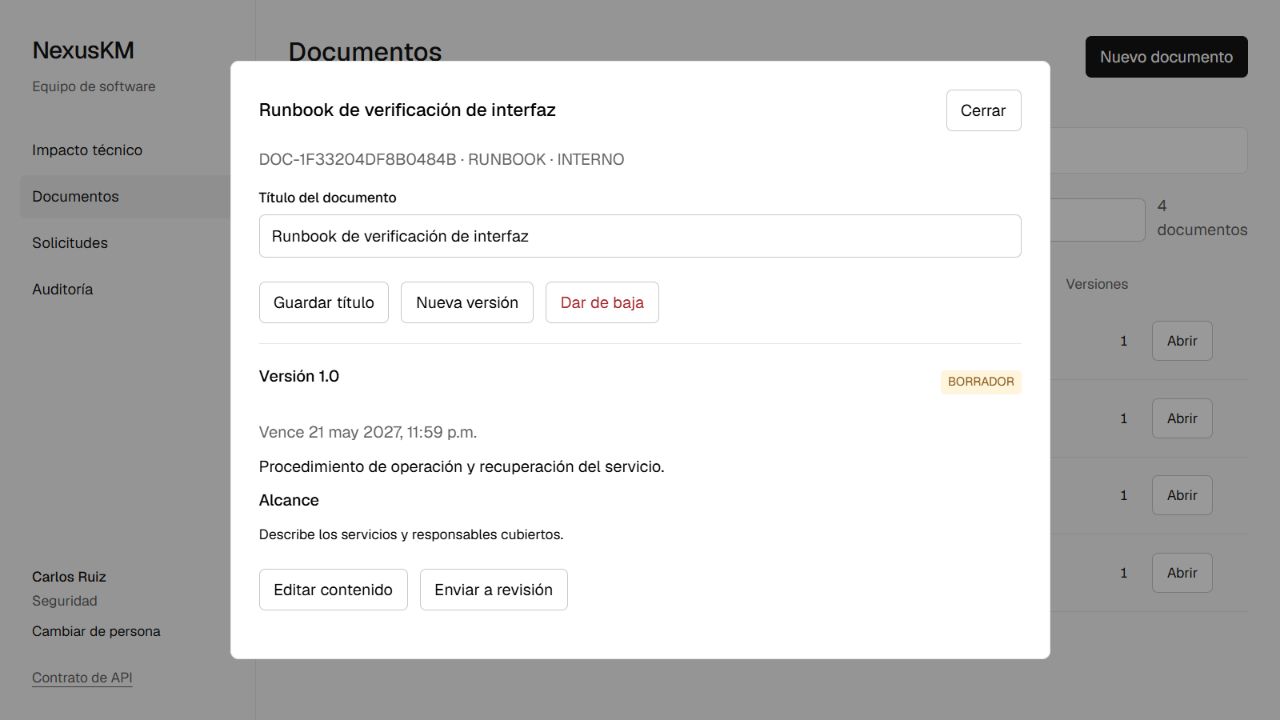 NexusKM
Equipo de software
Impacto técnico
Documentos
Solicitudes
Auditoría
Carlos Ruiz
Seguridad
Cambiar de persona
Contrato de API
Documentos
Nuevo documento
4
documentos
Versiones
1 Abrir
1 Abrir
1 Abrir
1 Abrir
Runbook de verificación de interfaz
Cerrar
DOC-1F33204DF8B0484B · RUNBOOK · INTERNO
Título del documento
Runbook de verificación de interfaz
Guardar título Nueva versión Dar de baja
Versión 1.0
BORRADOR
Vence 21 may 2027, 11:59 p.m.
Procedimiento de operación y recuperación del servicio.
Alcance
Describe los servicios y responsables cubiertos.
Editar contenido Enviar a revisión